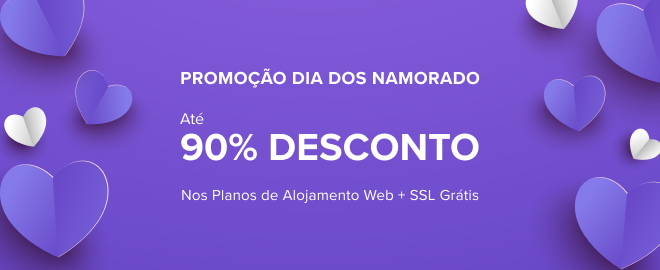 PROMOÇÃO DIA DOS NAMORADO
Até
90% DESCONTO
Nos Planos de Alojamento Web + SSL Grátis